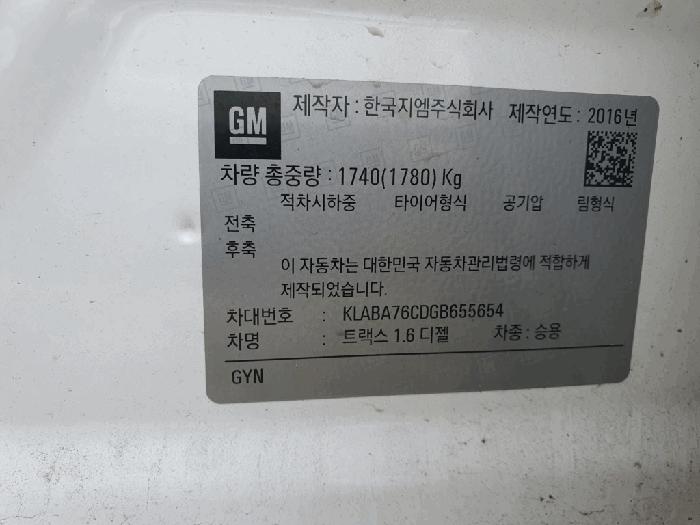 GM
제작자 : 한국지엠주식회사 제작연도 : 2016년
차량 총중량 : 1740(1780) Kg
적차시하중 타이어형식 공기압 림형식
전축
후축
이 자동차는 대한민국 자동차관리법령에 적합하게
제작되었습니다.
차대번호 : KLABA76CDGB655654
차명 : 트랙스 1.6 디젤 차종 : 승용
GYN